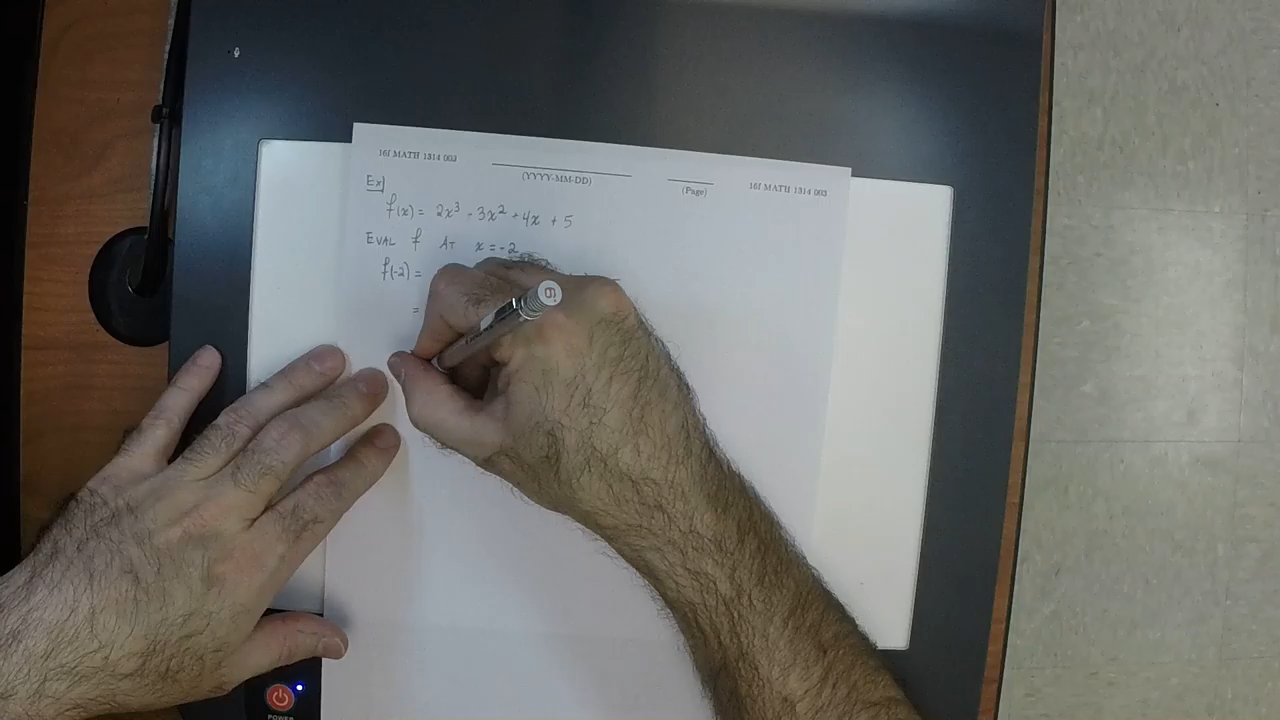 16f MATH 1314 003 (YYYY-MM-DD) (Page) 16f MATH 1314 003
Ex)
f(x) = 2x³ - 3x² + 4x + 5
EVAL f AT x = -2
f(-2) =
=
POWER